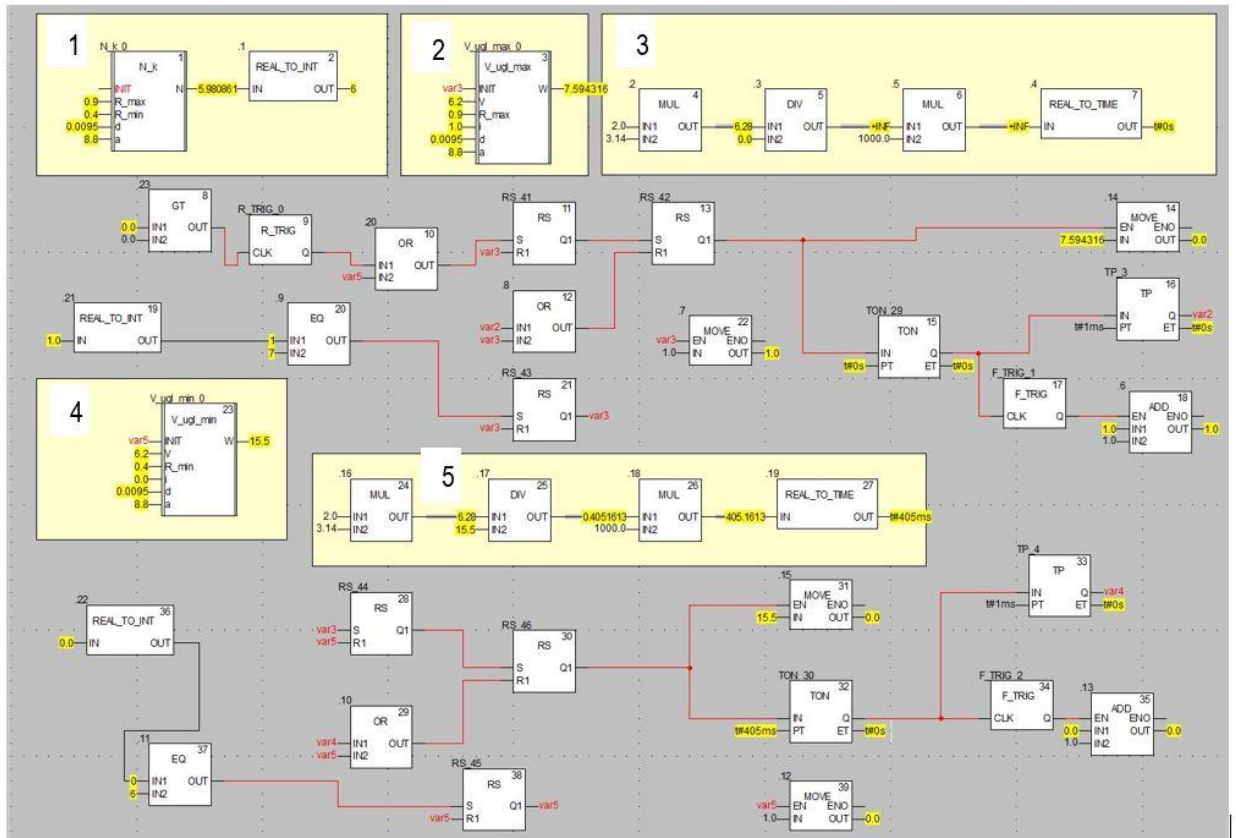 1
N_k_0
1
N_k
INIT
N
5.980861
0.9
R_max
0.4
R_min
0.0095
d
8.8
a
.1
2
REAL_TO_INT
IN
OUT
6
2
V_ugl_max_0
3
V_ugl_max
var3
INIT
W
7.594316
6.2
V
0.9
R_max
1.0
i
0.0095
d
8.8
a
3
.2
4
MUL
2.0
IN1
OUT
3.14
IN2
.3
5
DIV
6.28
IN1
OUT
0.0
IN2
.5
6
MUL
+INF
IN1
OUT
1000.0
IN2
.4
7
REAL_TO_TIME
+INF
IN
OUT
t#0s
.23
8
GT
0.0
IN1
OUT
0.0
IN2
R_TRIG_0
9
R_TRIG
CLK
Q
.20
10
OR
IN1
OUT
var5
IN2
RS_41
11
RS
S
Q1
var3
R1
RS_42
13
RS
S
Q1
R1
.14
14
MOVE
EN
ENO
7.594316
IN
OUT
0.0
.8
12
OR
var2
IN1
OUT
var3
IN2
TP_3
16
TP
IN
Q
var2
t#1ms
PT
ET
t#0s
.21
19
REAL_TO_INT
1.0
IN
OUT
.9
20
EQ
1
IN1
OUT
7
IN2
.7
22
MOVE
var3
EN
ENO
1.0
IN
OUT
1.0
TON_29
15
TON
IN
Q
t#0s
PT
ET
t#0s
F_TRIG_1
17
F_TRIG
CLK
Q
.6
18
ADD
EN
ENO
1.0
IN1
OUT
1.0
1.0
IN2
RS_43
21
RS
S
Q1
var3
var3
R1
4
V_ugl_min_0
23
V_ugl_min
var5
INIT
W
15.5
6.2
V
0.4
R_min
0.0
i
0.0095
d
8.8
a
5
.16
24
MUL
2.0
IN1
OUT
3.14
IN2
.17
25
DIV
6.28
IN1
OUT
15.5
IN2
.18
26
MUL
0.4051613
IN1
OUT
1000.0
IN2
.19
27
REAL_TO_TIME
405.1613
IN
OUT
t#405ms
RS_44
28
RS
var3
S
Q1
var5
R1
RS_46
30
RS
S
Q1
R1
.15
31
MOVE
EN
ENO
15.5
IN
OUT
0.0
TP_4
33
TP
IN
Q
var4
t#1ms
PT
ET
t#0s
.22
36
REAL_TO_INT
0.0
IN
OUT
.10
29
OR
var4
IN1
OUT
var5
IN2
TON_30
32
TON
IN
Q
t#405ms
PT
ET
t#0s
F_TRIG_2
34
F_TRIG
CLK
Q
.13
35
ADD
EN
ENO
0.0
IN1
OUT
0.0
1.0
IN2
.11
37
EQ
0
IN1
OUT
6
IN2
RS_45
38
RS
S
Q1
var5
var5
R1
.12
39
MOVE
var5
EN
ENO
1.0
IN
OUT
0.0